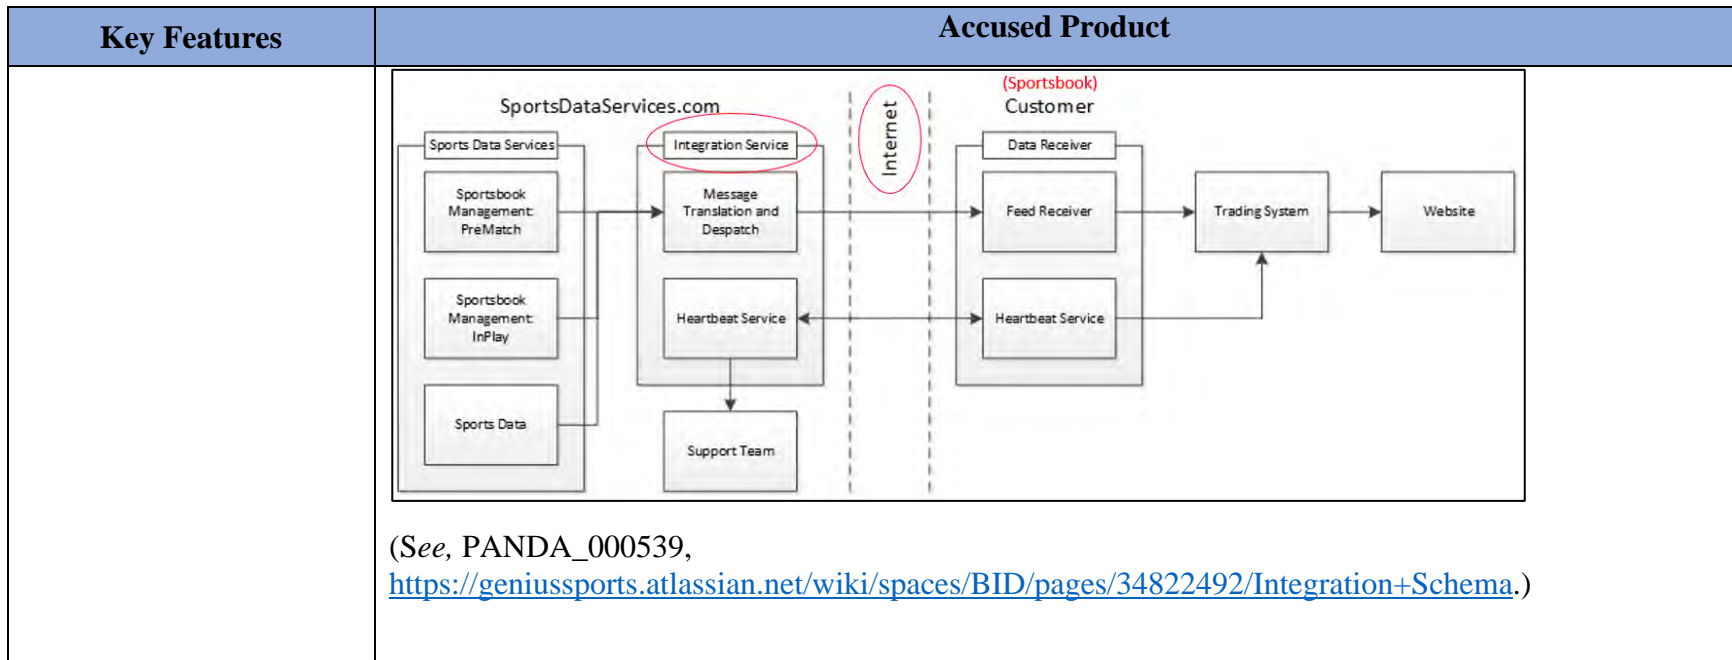 Key Features
Accused Product
(Sportsbook)
SportsDataServices.com
Internet
Customer
Sports Data Services
Integration Service
Data Receiver
Sportsbook
Management:
PreMatch
Message
Translation and
Despatch
Feed Receiver
Trading System
Website
Sportsbook
Management:
InPlay
Heartbeat Service
Heartbeat Service
Sports Data
Support Team
(See, PANDA_000539,
https://geniussports.atlassian.net/wiki/spaces/BID/pages/34822492/Integration+Schema.)